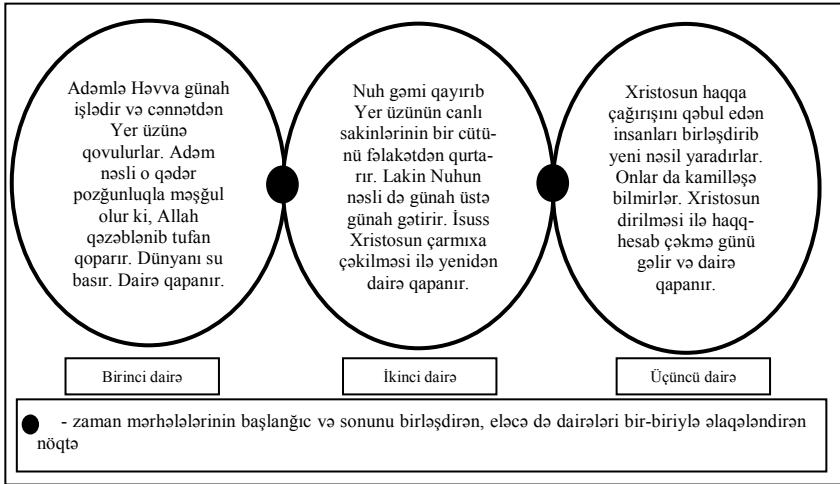 Adəmlə Həvva günah
işlədir və cənnətdən
Yer üzünə
qovulurlar. Adəm
nəsli o qədər
pozğunluqla məşğul
olur ki, Allah
qəzəblənib tufan
qoparır. Dünyanı su
basır. Dairə qapanır.
Nuh gəmi qayırıb
Yer üzünün canlı
sakinlərinin bir cütü-
nü fəlakətdən qurta-
rır. Lakin Nuhun
nəsli də günah üstə
günah gətirir. İsuss
Xristosun çarmıxa
çəkilməsi ilə yenidən
dairə qapanır.
Xristosun haqqa
çağırışını qəbul edən
insanları birləşdirib
yeni nəsil yaradırlar.
Onlar da kamilləşə
bilmirlər. Xristosun
dirilməsi ilə haqq-
hesab çəkmə günü
gəlir və dairə
qapanır.
Birinci dairə
İkinci dairə
Üçüncü dairə
- zaman mərhələlərinin başlanğıc və sonunu birləşdirən, eləcə də dairələri bir-biriylə əlaqələndirən
nöqtə